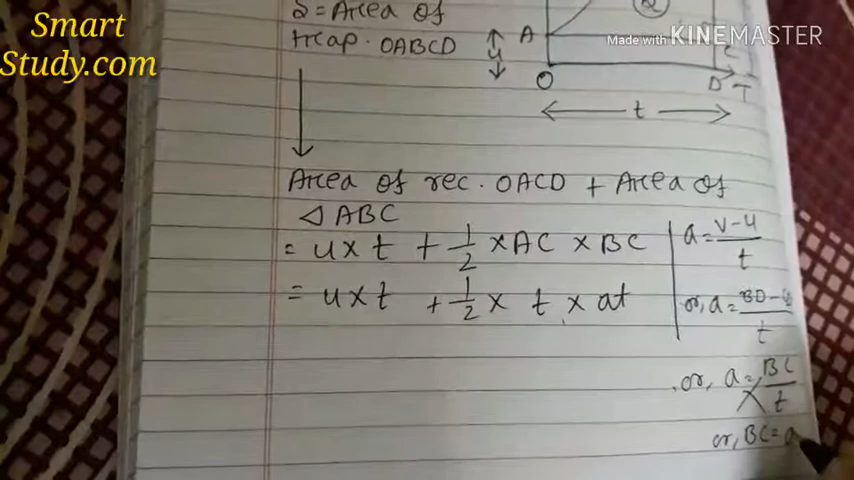 Smart
Study.com
Made with KINEMASTER
S = Area of
trap. OABCD
A
u
O
D T
t
Area of rec. OACD + Area of
△ ABC
= u x t + 1/2 x AC x BC
= u x t + 1/2 x t x at
a = v-u/t
or, a = BD-CD/t
or, a = BC/t
or, BC = a